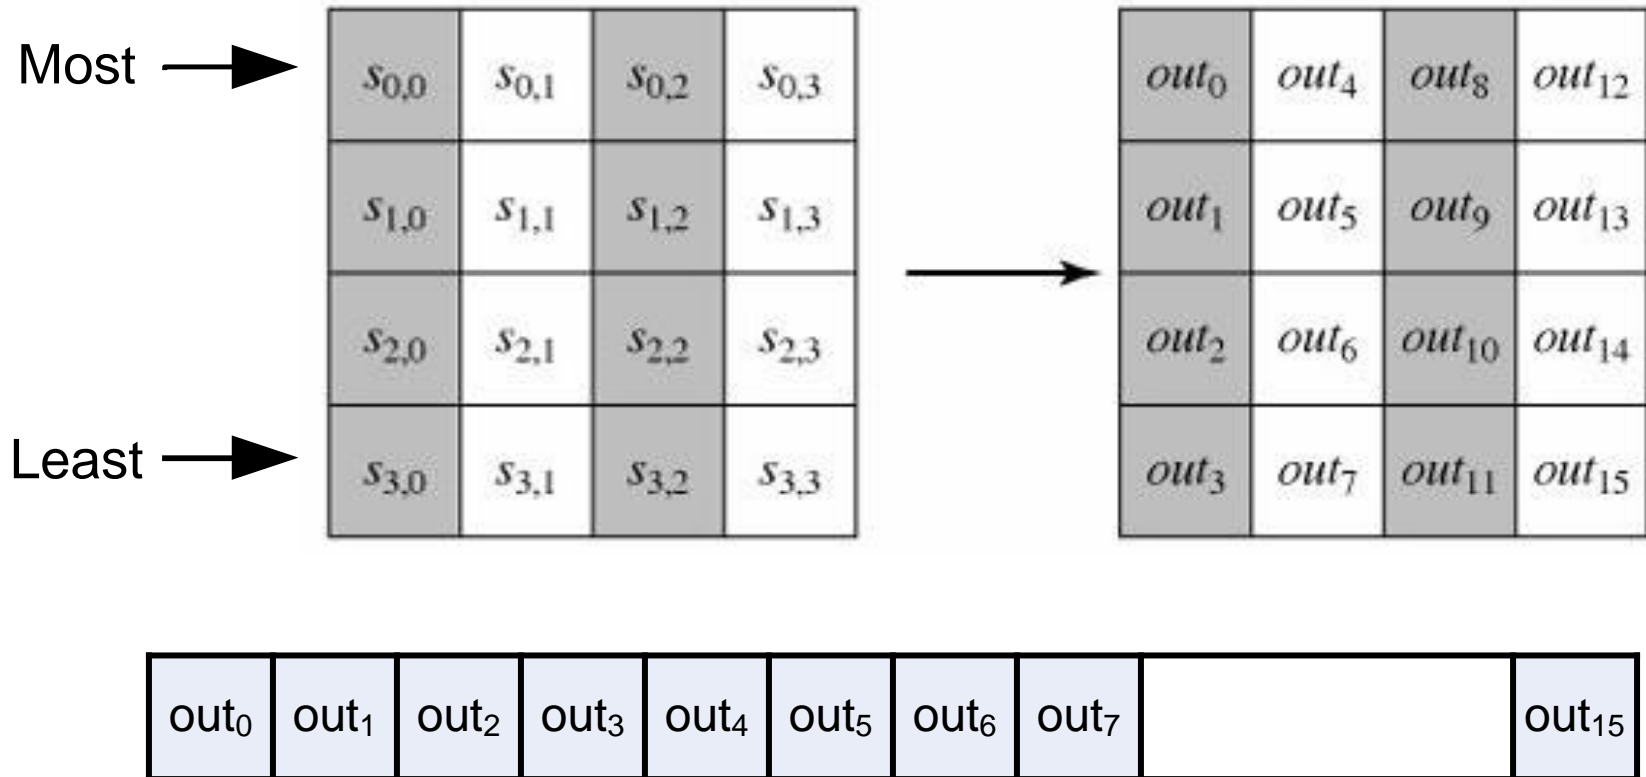 Most s0,0 s0,1 s0,2 s0,3 out0 out4 out8 out12
s1,0 s1,1 s1,2 s1,3 out1 out5 out9 out13
s2,0 s2,1 s2,2 s2,3 out2 out6 out10 out14
Least s3,0 s3,1 s3,2 s3,3 out3 out7 out11 out15
out0 out1 out2 out3 out4 out5 out6 out7 out15